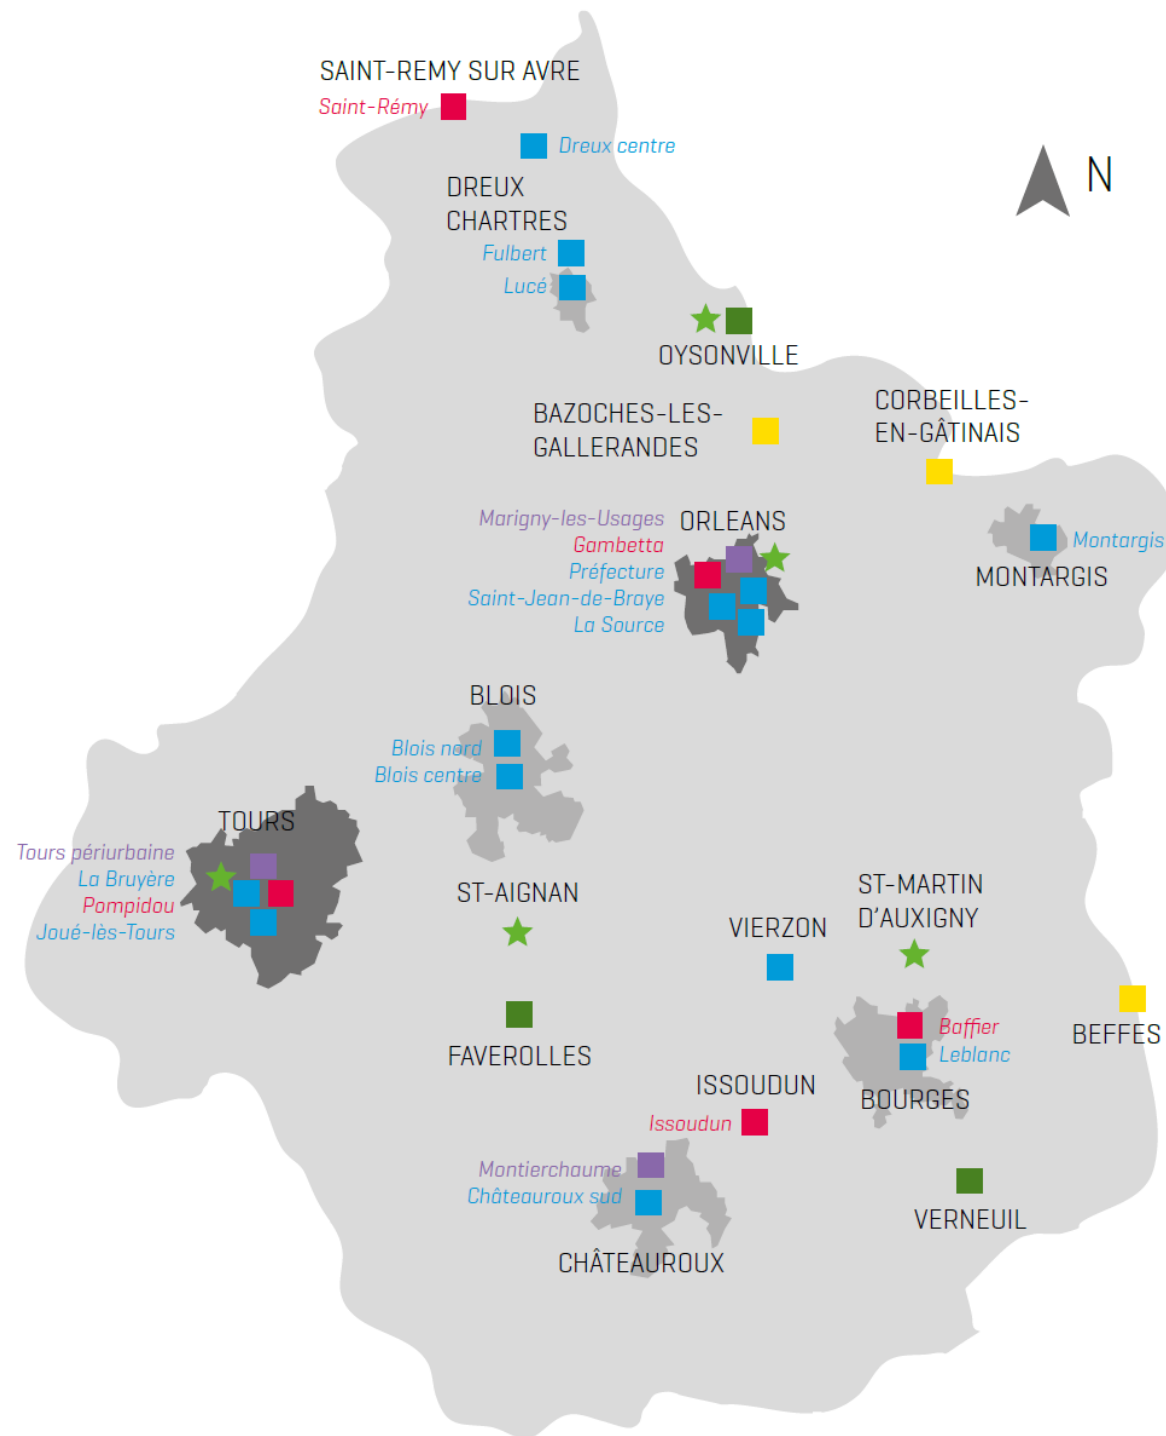 SAINT-REMY SUR AVRE
Saint-Rémy
Dreux centre
DREUX
CHARTRES
N
Fulbert
Lucé
OYSONVILLE
BAZOCHES-LES-
GALLERANDES
CORBEILLES-
EN-GÂTINAIS
Marigny-les-Usages
ORLEANS
Gambetta
Préfecture
Saint-Jean-de-Braye
La Source
Montargis
MONTARGIS
BLOIS
Blois nord
Blois centre
TOURS
Tours périurbaine
La Bruyère
Pompidou
Joué-lès-Tours
ST-AIGNAN
FAVEROLLES
VIERZON
ST-MARTIN
D'AUXIGNY
Baffier
Leblanc
BOURGES
BEFFES
ISSOUDUN
Issoudun
Montierchaume
Châteauroux sud
CHÂTEAUROUX
VERNEUIL